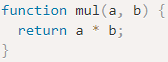 function mul(a, b) {
  return a * b;
}